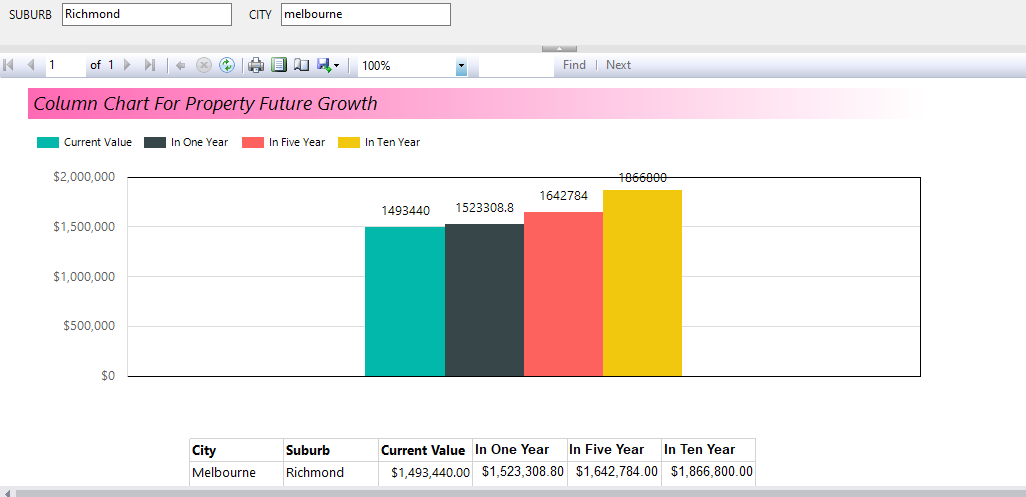 SUBURB Richmond CITY melbourne
1 of 1 100% Find | Next
Column Chart For Property Future Growth
Current Value In One Year In Five Year In Ten Year
$2,000,000
$1,500,000
$1,000,000
$500,000
$0
1493440 1523308.8 1642784 1866800
City Suburb Current Value In One Year In Five Year In Ten Year
Melbourne Richmond $1,493,440.00 $1,523,308.80 $1,642,784.00 $1,866,800.00